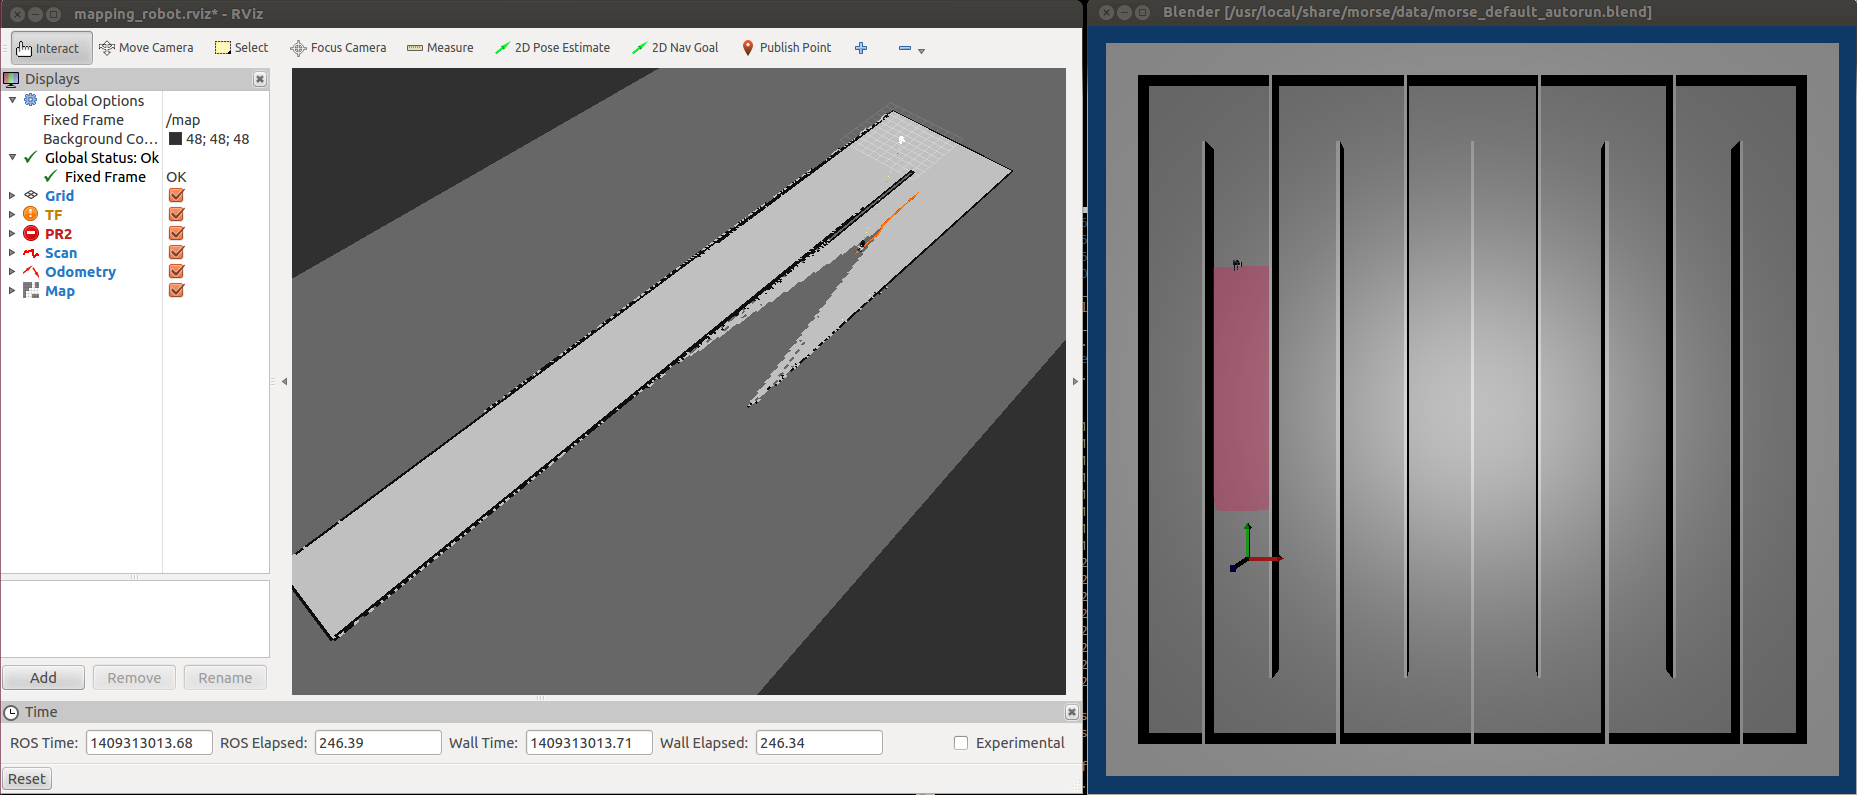 mapping_robot.rviz* - RViz
Interact Move Camera Select Focus Camera Measure 2D Pose Estimate 2D Nav Goal Publish Point
Displays
Global Options
Fixed Frame /map
Background Co... 48; 48; 48
Global Status: Ok
Fixed Frame OK
Grid
TF
PR2
Scan
Odometry
Map
Add Remove Rename
Time
ROS Time: 1409313013.68 ROS Elapsed: 246.39 Wall Time: 1409313013.71 Wall Elapsed: 246.34 Experimental
Reset
Blender [/usr/local/share/morse/data/morse_default_autorun.blend]